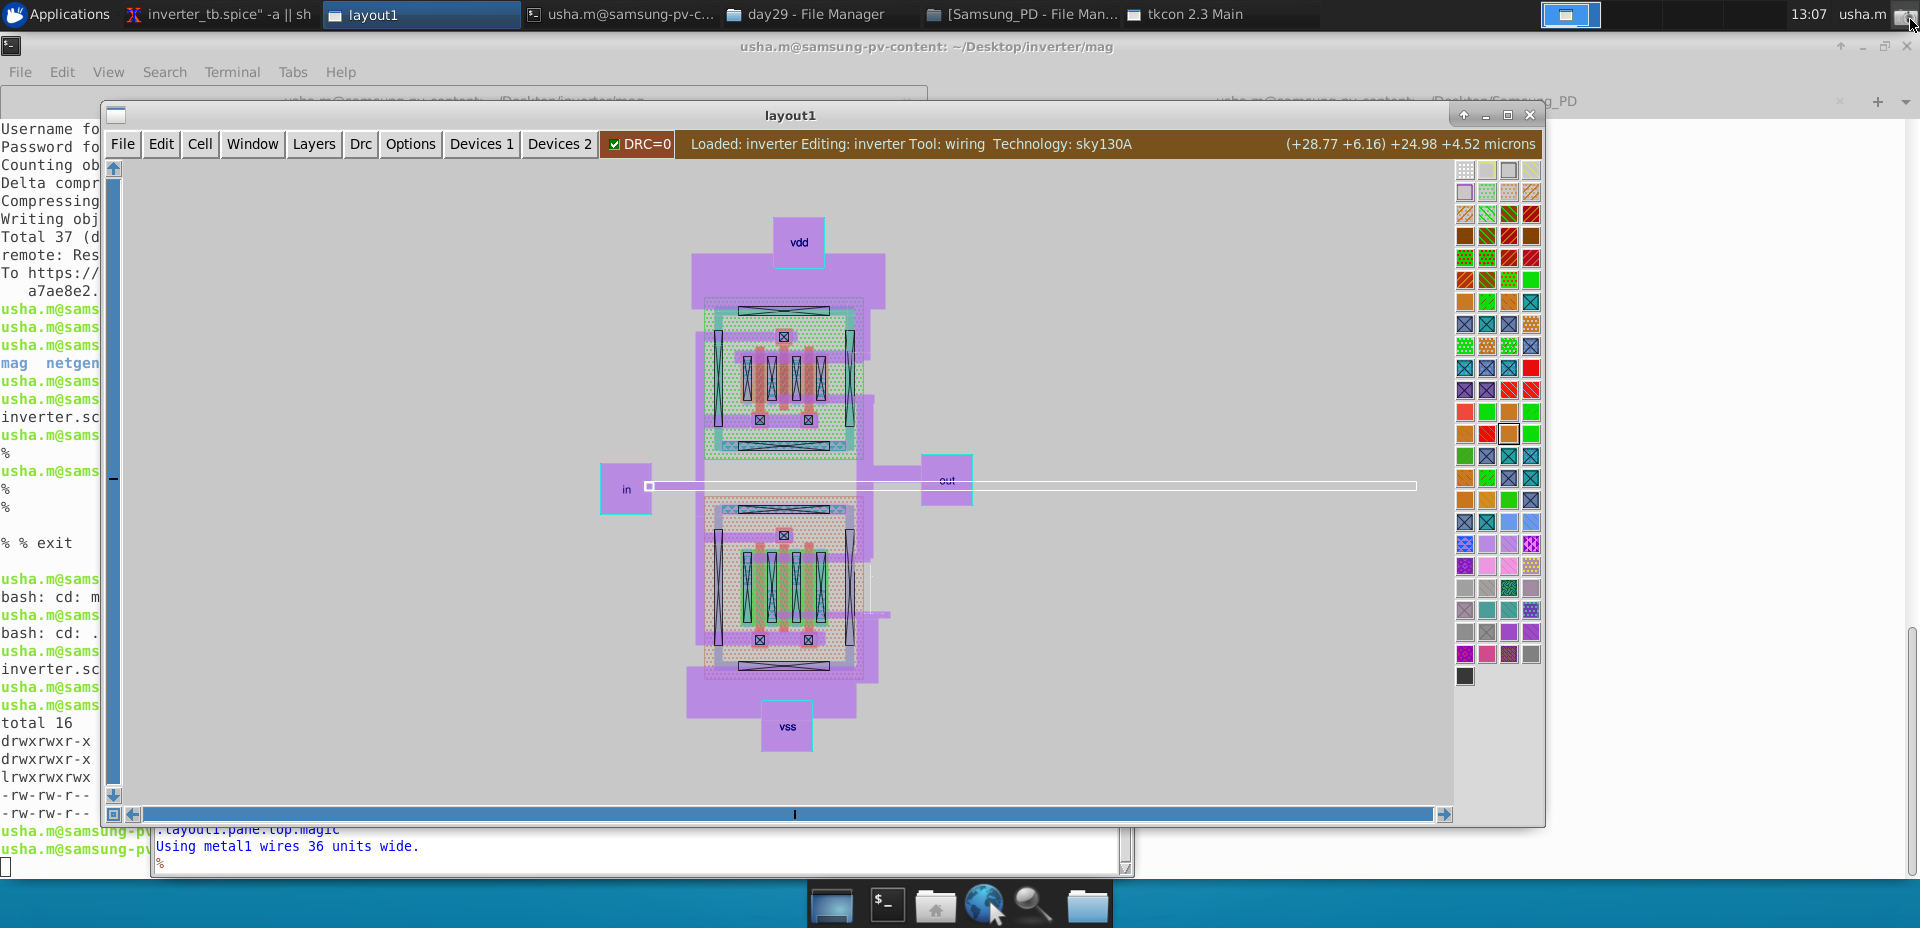 Applications
inverter_tb.spice" -a || sh
layout1
usha.m@samsung-pv-c...
day29 - File Manager
[Samsung_PD - File Man...
tkcon 2.3 Main
13:07
usha.m
usha.m@samsung-pv-content: ~/Desktop/inverter/mag
File Edit View Search Terminal Tabs Help
layout1
File Edit Cell Window Layers Drc Options Devices 1 Devices 2 DRC=0 Loaded: inverter Editing: inverter Tool: wiring Technology: sky130A (+28.77 +6.16) +24.98 +4.52 microns
Username fo
Password fo
Counting ob
Delta compr
Compressing
Writing obj
Total 37 (d
remote: Res
To https://
a7ae8e2.
usha.m@sams
usha.m@sams
usha.m@sams
mag netgen
usha.m@sams
inverter.sc
usha.m@sams
%
usha.m@sams
%
%
% % exit
usha.m@sams
bash: cd: m
usha.m@sams
bash: cd: .
usha.m@sams
inverter.sc
usha.m@sams
usha.m@sams
total 16
drwxrwxr-x
drwxrwxr-x
lrwxrwxrwx
-rw-rw-r--
-rw-rw-r--
usha.m@samsung-pv
usha.m@samsung-pv
vdd
in
out
vss
.layout1.pane.top.magic
Using metal1 wires 36 units wide.
%